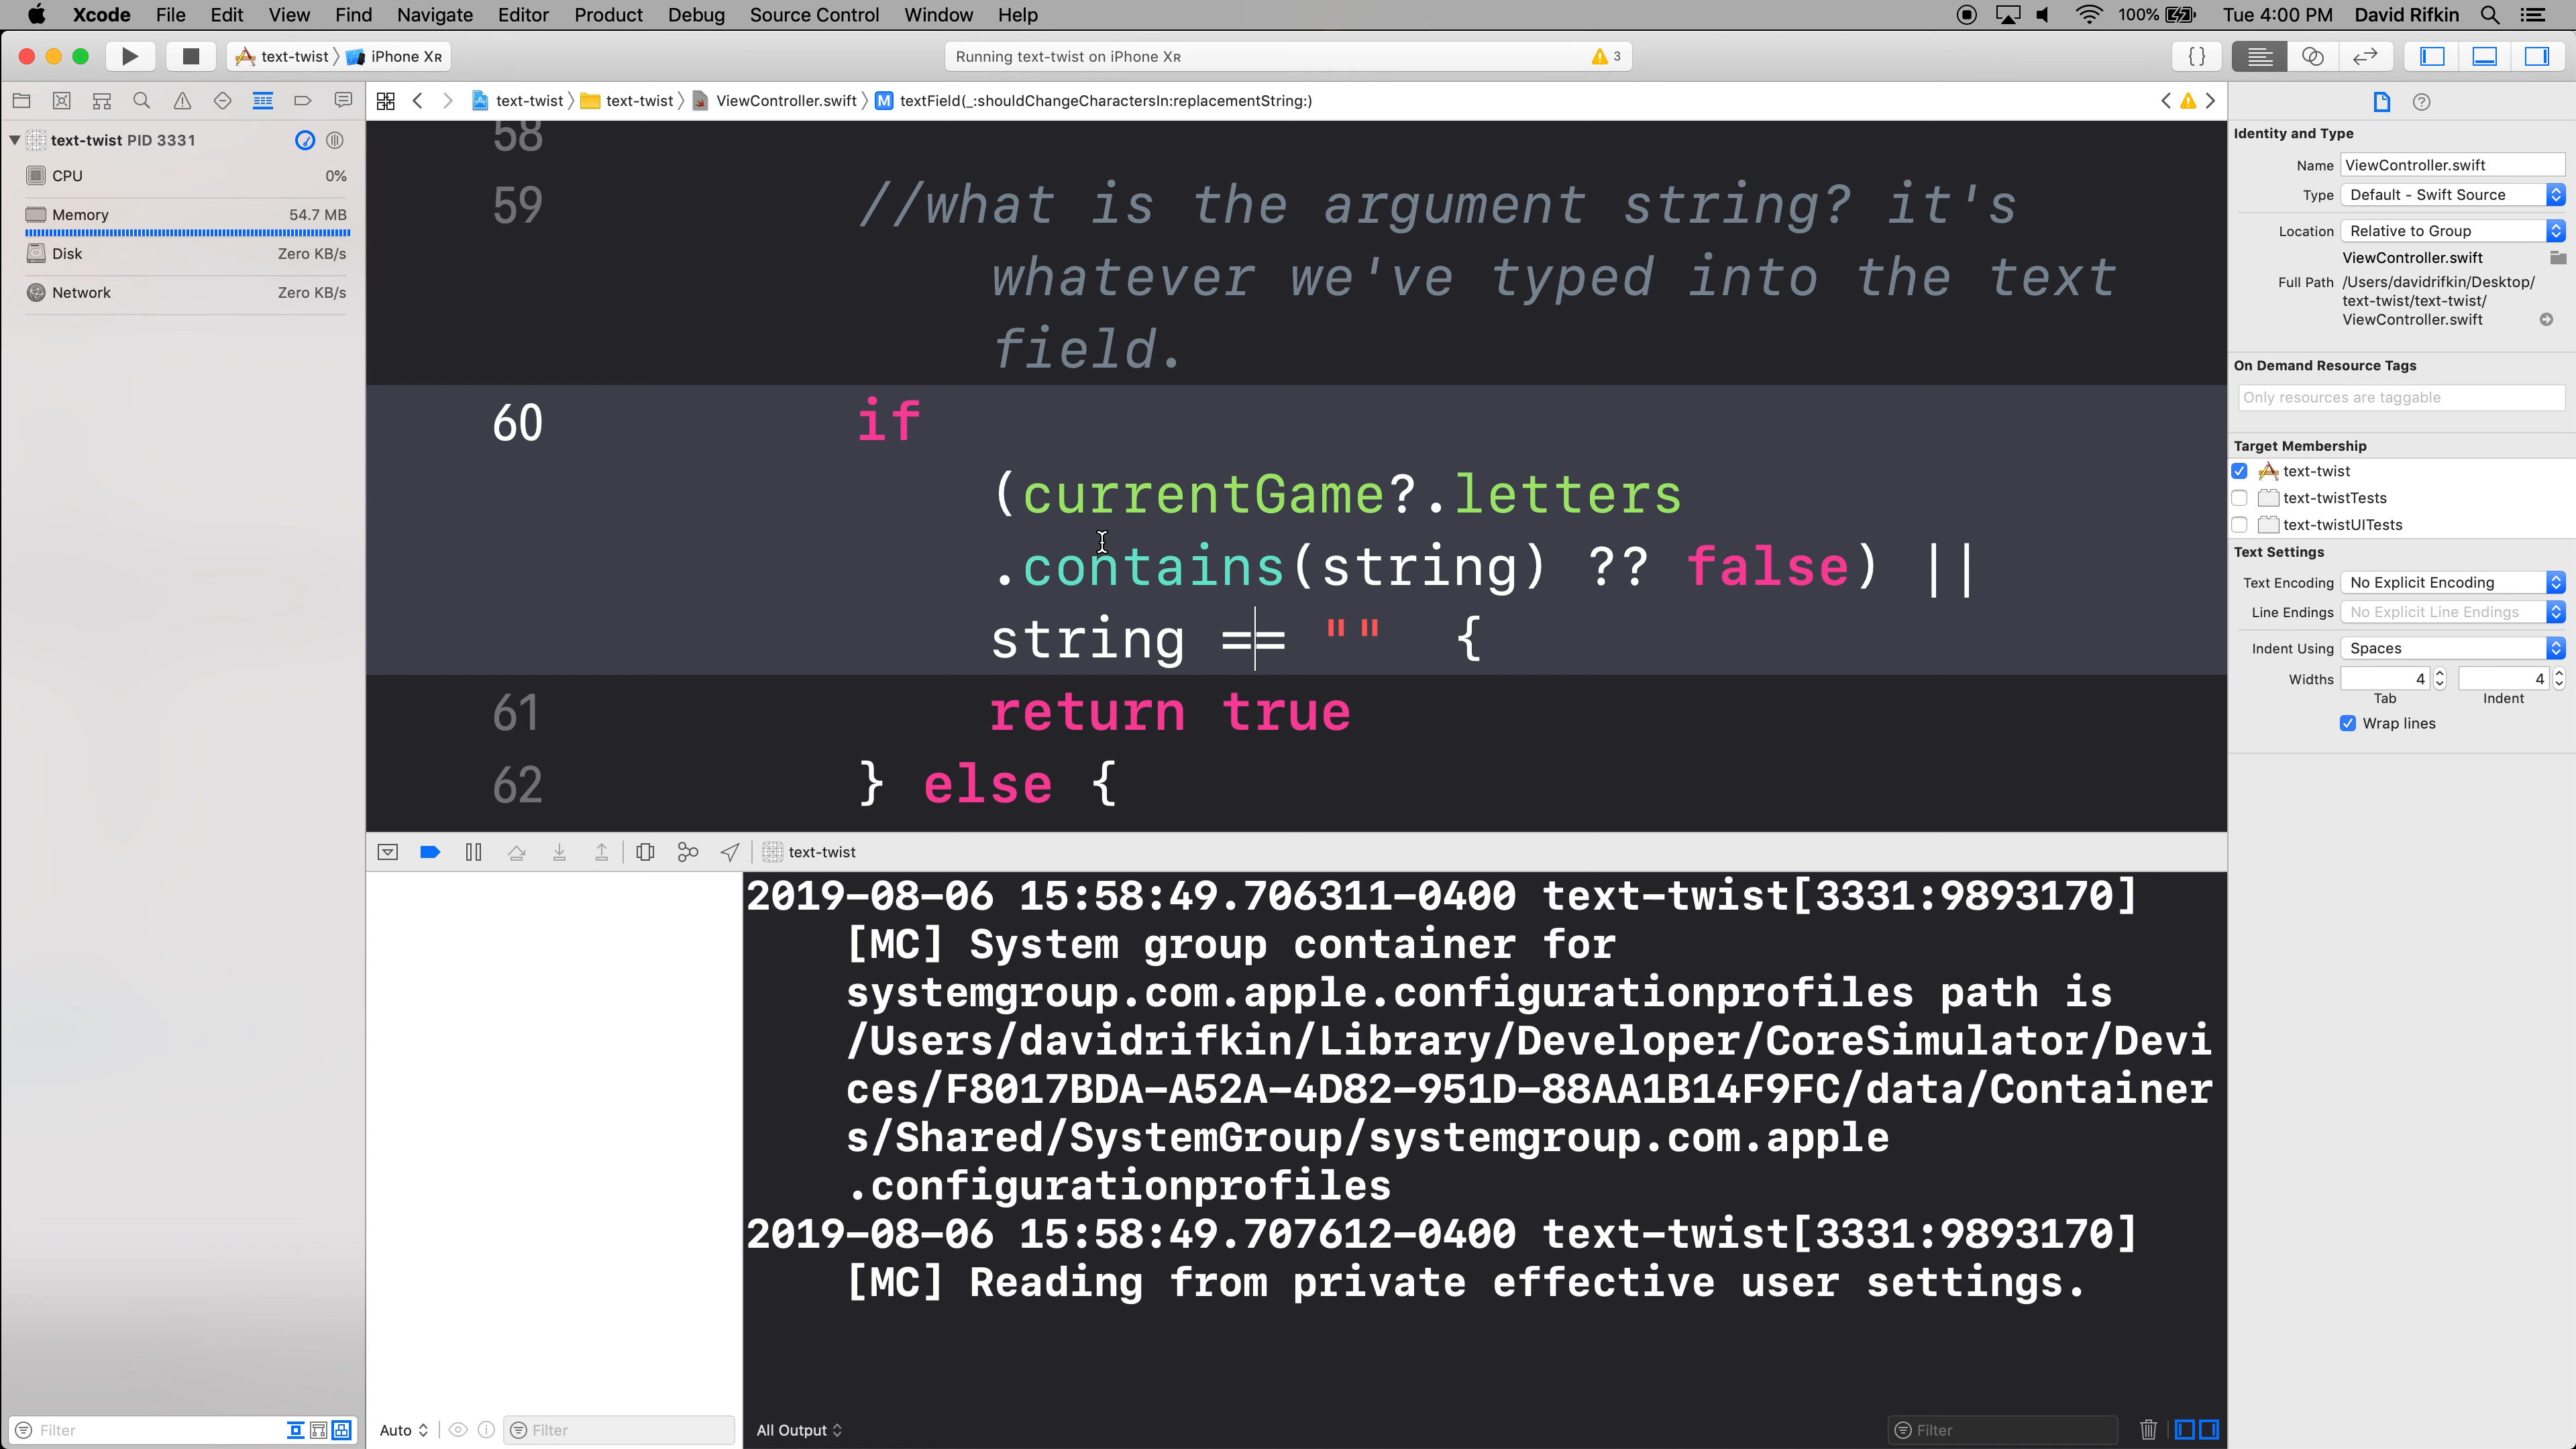 Xcode File Edit View Find Navigate Editor Product Debug Source Control Window Help 100% Tue 4:00 PM David Rifkin
text-twist iPhone XR Running text-twist on iPhone XR 3 {}
text-twist text-twist ViewController.swift M textField(_:shouldChangeCharactersIn:replacementString:)
text-twist PID 3331
CPU 0%
Memory 54.7 MB
Disk Zero KB/s
Network Zero KB/s
Filter
58
59 //what is the argument string? it's
whatever we've typed into the text
field.
60 if
(currentGame?.letters
.contains(string) ?? false) ||
string == "" {
61 return true
62 } else {
text-twist
Auto Filter
2019-08-06 15:58:49.706311-0400 text-twist[3331:9893170]
[MC] System group container for
systemgroup.com.apple.configurationprofiles path is
/Users/davidrifkin/Library/Developer/CoreSimulator/Devi
ces/F8017BDA-A52A-4D82-951D-88AA1B14F9FC/data/Container
s/Shared/SystemGroup/systemgroup.com.apple
.configurationprofiles
2019-08-06 15:58:49.707612-0400 text-twist[3331:9893170]
[MC] Reading from private effective user settings.
All Output Filter
Identity and Type
Name ViewController.swift
Type Default - Swift Source
Location Relative to Group
ViewController.swift
Full Path /Users/davidrifkin/Desktop/
text-twist/text-twist/
ViewController.swift
On Demand Resource Tags
Only resources are taggable
Target Membership
text-twist
text-twistTests
text-twistUITests
Text Settings
Text Encoding No Explicit Encoding
Line Endings No Explicit Line Endings
Indent Using Spaces
Widths 4 4
Tab Indent
Wrap lines